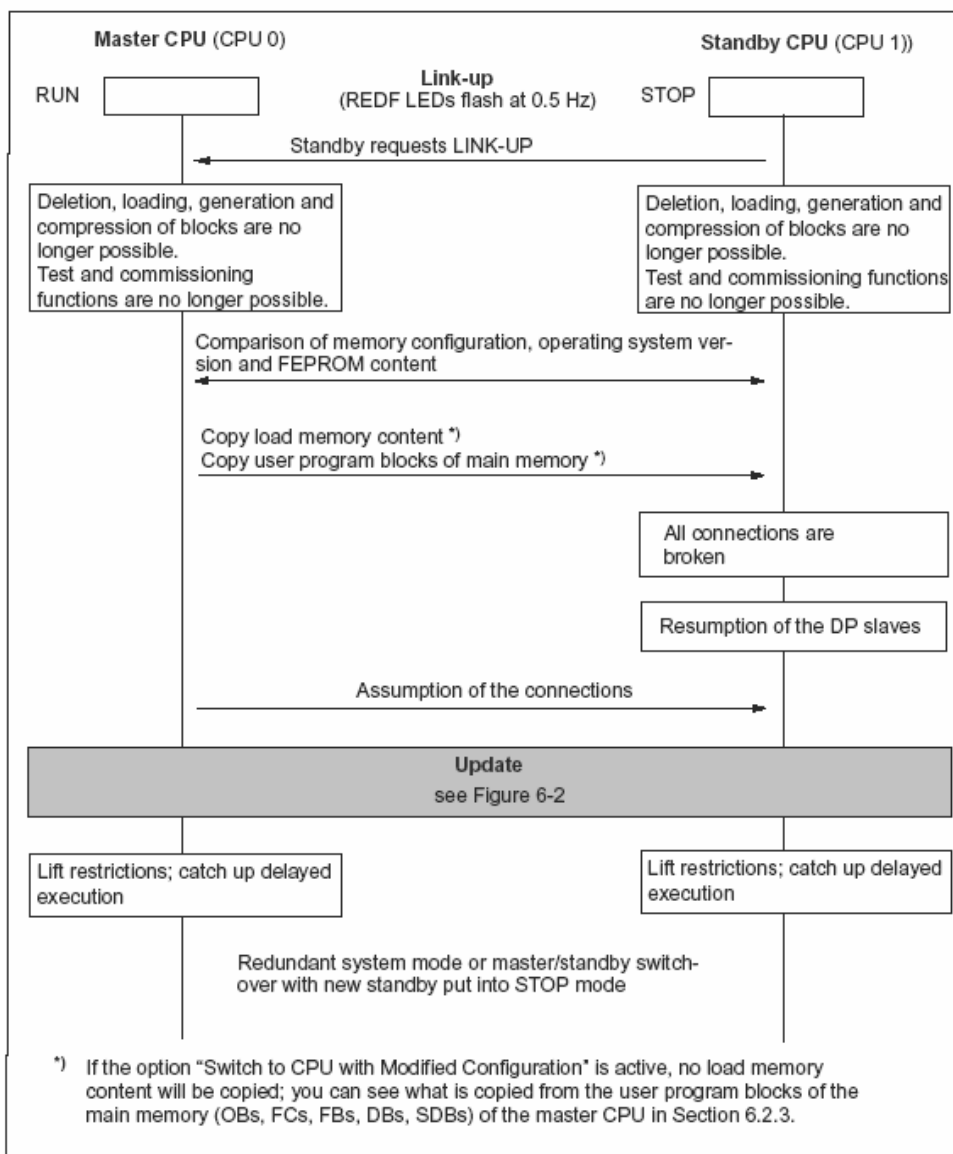 Master CPU (CPU 0)
Standby CPU (CPU 1))
Link-up
(REDF LEDs flash at 0.5 Hz)
RUN
STOP
Standby requests LINK-UP
Deletion, loading, generation and
compression of blocks are no
longer possible.
Test and commissioning
functions are no longer possible.
Deletion, loading, generation and
compression of blocks are no
longer possible.
Test and commissioning functions
are no longer possible.
Comparison of memory configuration, operating system ver-
sion and FEPROM content
Copy load memory content *)
Copy user program blocks of main memory *)
All connections are
broken
Resumption of the DP slaves
Assumption of the connections
Update
see Figure 6-2
Lift restrictions; catch up delayed
execution
Lift restrictions; catch up delayed
execution
Redundant system mode or master/standby switch-
over with new standby put into STOP mode
*) If the option “Switch to CPU with Modified Configuration" is active, no load memory
content will be copied; you can see what is copied from the user program blocks of the
main memory (OBs, FCs, FBs, DBs, SDBs) of the master CPU in Section 6.2.3.